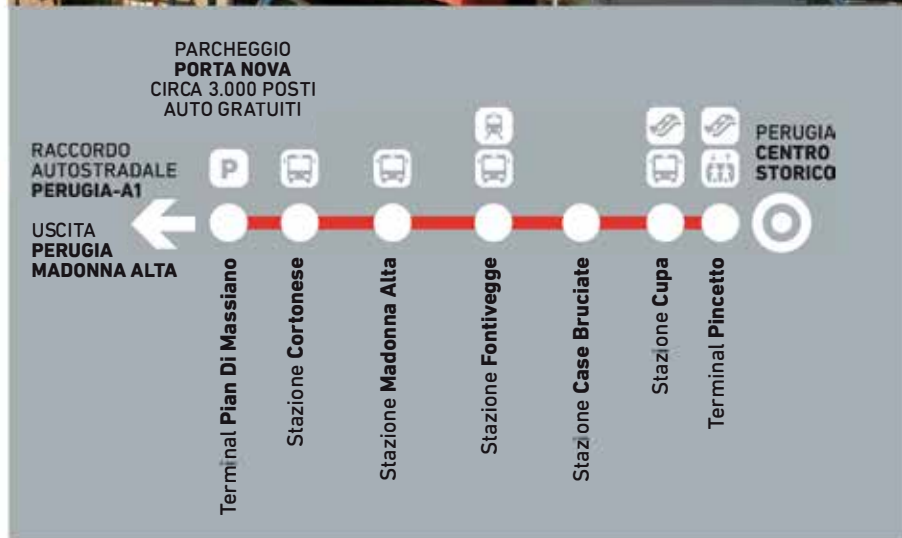 PARCHEGGIO
PORTA NOVA
CIRCA 3.000 POSTI
AUTO GRATUITI
RACCORDO
AUTOSTRADALE
PERUGIA-A1
USCITA
PERUGIA
MADONNA ALTA
P
PERUGIA
CENTRO
STORICO
Terminal Pian Di Massiano
Stazione Cortonese
Stazione Madonna Alta
Stazione Fontivegge
Stazione Case Bruciate
Stazione Cupa
Terminal Pincetto